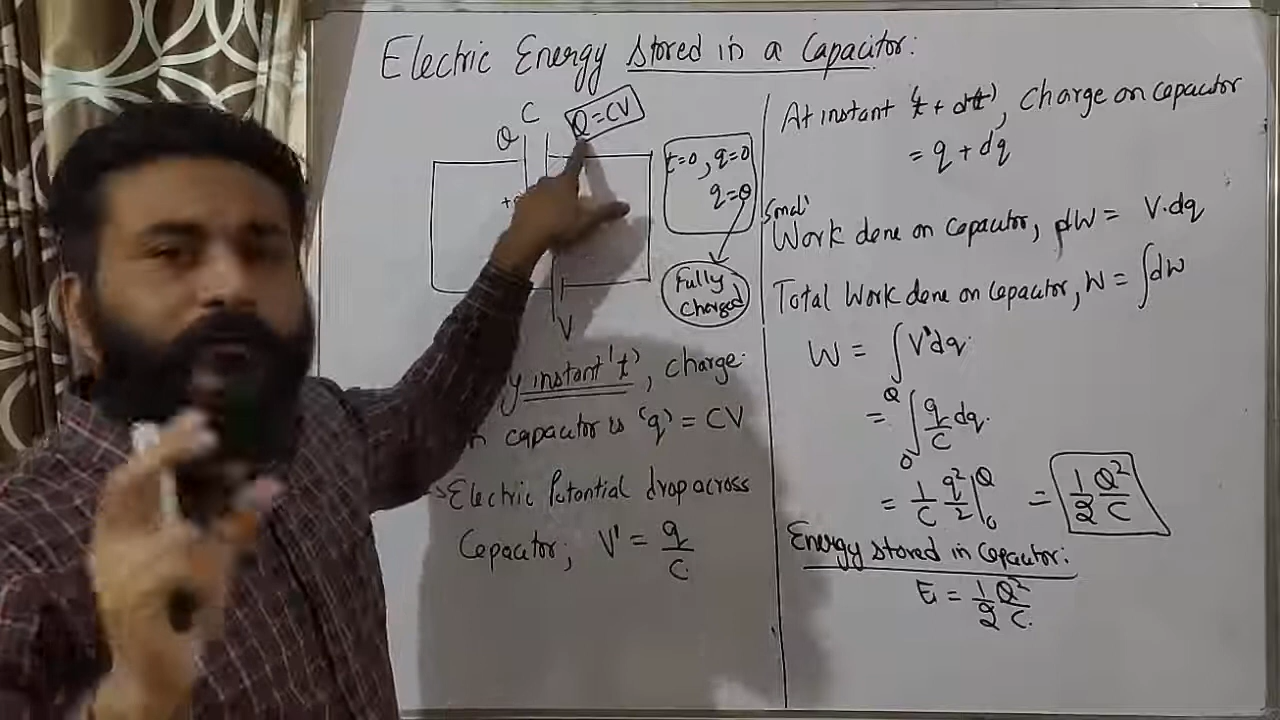 Electric Energy Stored in a Capacitor:
C
Q
Q=CV
t=0, q=0
q=Q
Fully
Charged
V
instant 't', charge
capacitor is 'q' = CV
Electric Potential drop across
Capacitor; V' = q/C
At instant 't + dt', charge on capacitor
= q + dq
Small
Work done on capacitor, dW = V.dq
Total Work done on capacitor, W = ∫dW
W = ∫V'dq
= ∫₀^Q q/C dq.
= 1/C q²/2 |₀^Q = 1/2 Q²/C
Energy stored in capacitor:
E = 1/2 Q²/C.